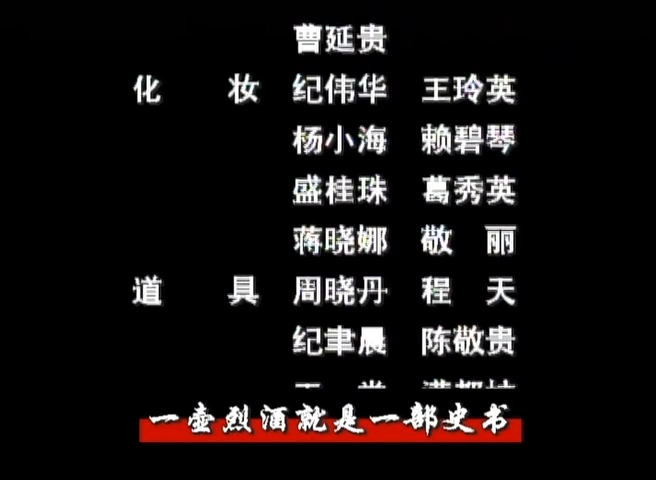 曹延贵
化 妆 纪伟华 王玲英
杨小海 赖碧琴
盛桂珠 葛秀英
蒋晓娜 敬 丽
道 具 周晓丹 程 天
纪聿晨 陈敬贵
一壶烈酒就是一部史书